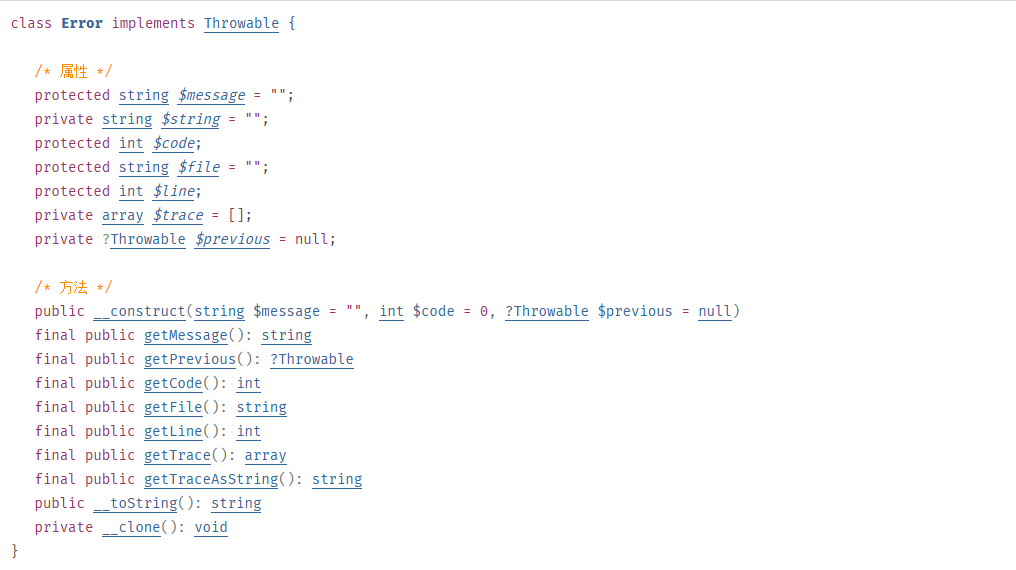 class Error implements Throwable {
/* 属性 */
protected string $message = "";
private string $string = "";
protected int $code;
protected string $file = "";
protected int $line;
private array $trace = [];
private ?Throwable $previous = null;
/* 方法 */
public __construct(string $message = "", int $code = 0, ?Throwable $previous = null)
final public getMessage(): string
final public getPrevious(): ?Throwable
final public getCode(): int
final public getFile(): string
final public getLine(): int
final public getTrace(): array
final public getTraceAsString(): string
public __toString(): string
private __clone(): void
}